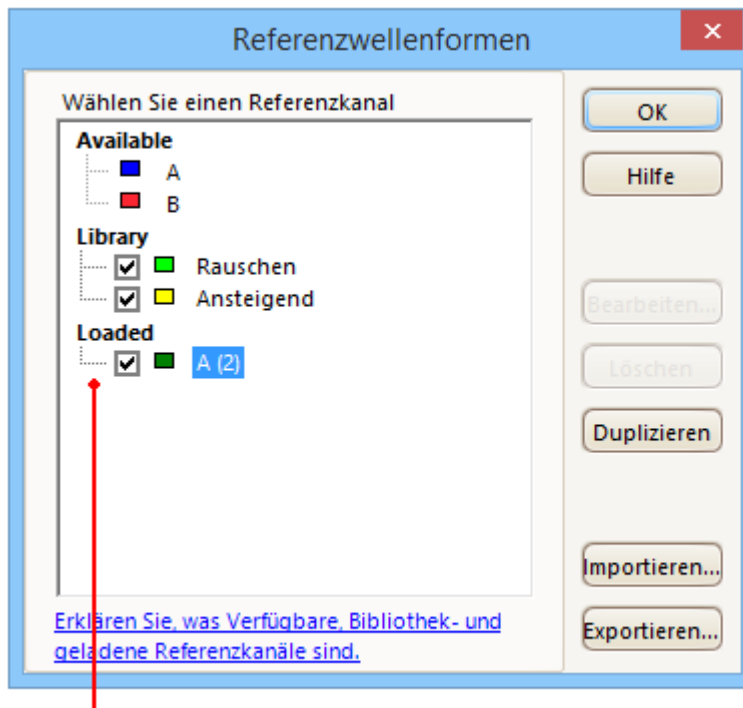 Referenzwellenformen
Wählen Sie einen Referenzkanal
Available
A
B
Library
Rauschen
Ansteigend
Loaded
A (2)
Erklären Sie, was Verfügbare, Bibliothek- und
geladene Referenzkanäle sind.
OK
Hilfe
Bearbeiten...
Löschen
Duplizieren
Importieren...
Exportieren...